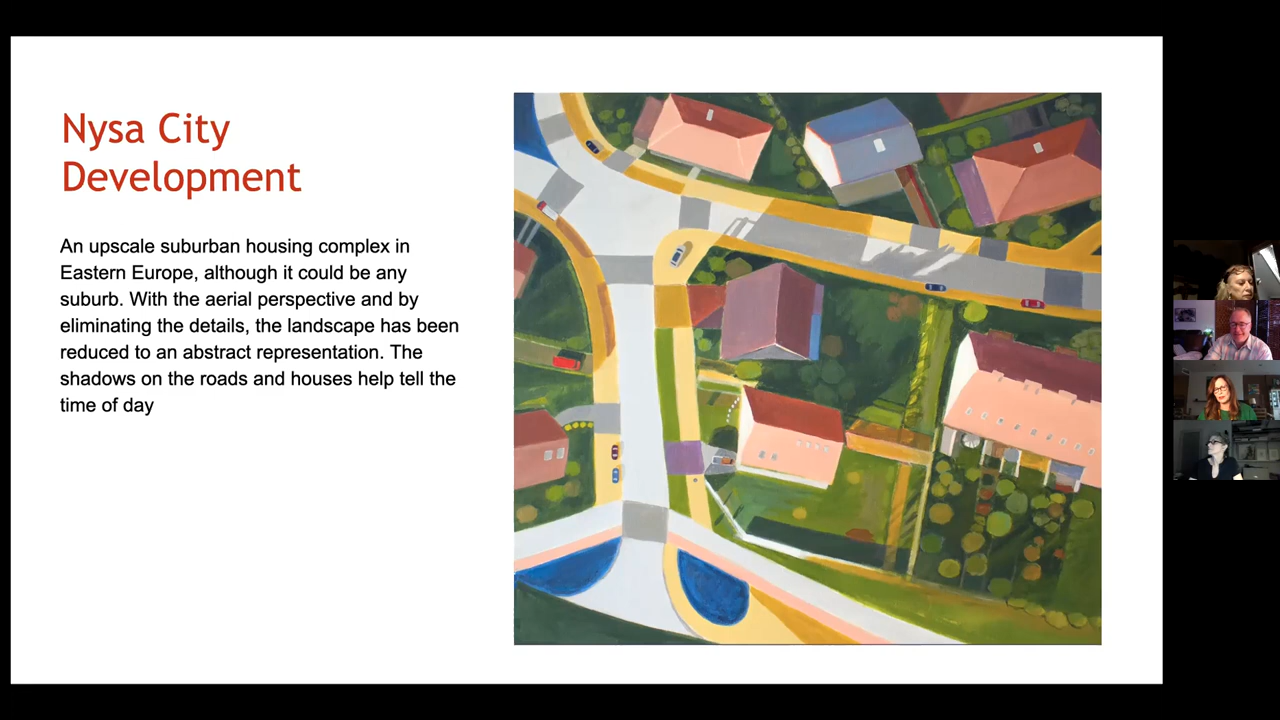 Nysa City
Development
An upscale suburban housing complex in
Eastern Europe, although it could be any
suburb. With the aerial perspective and by
eliminating the details, the landscape has been
reduced to an abstract representation. The
shadows on the roads and houses help tell the
time of day